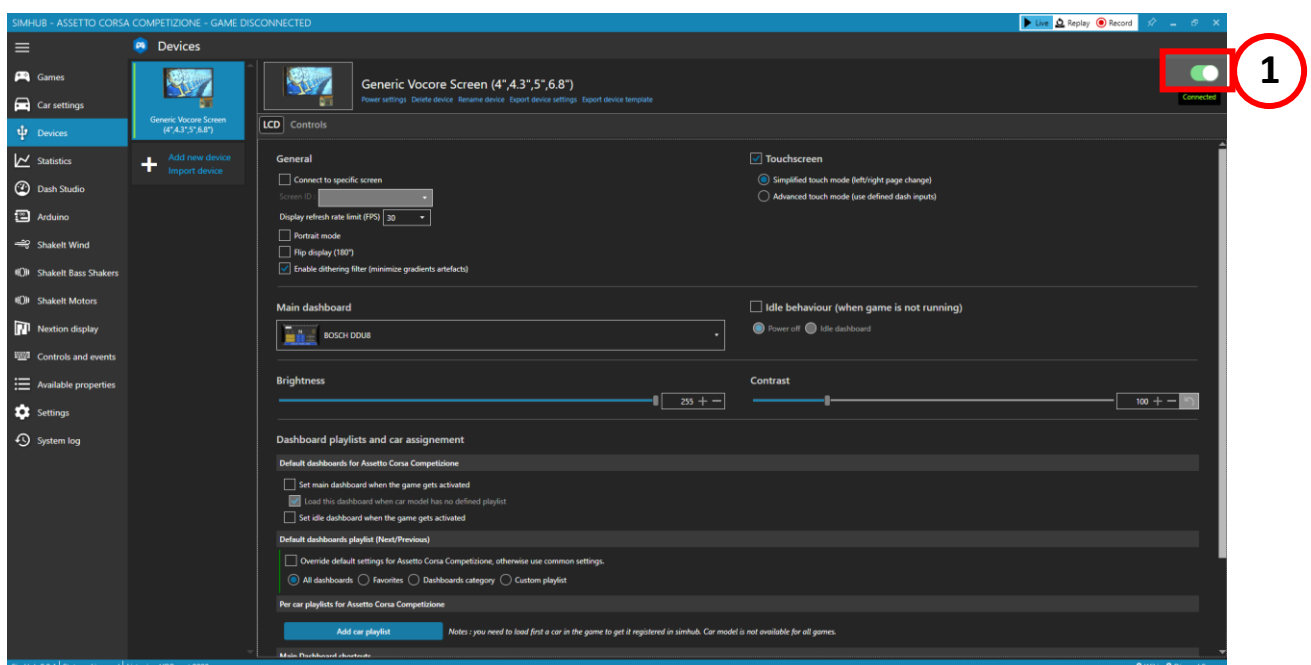 SIMHUB - ASSETTO CORSA COMPETIZIONE - GAME DISCONNECTED
Live Replay Record
Devices
1
Games
Car settings
Devices
Statistics
Dash Studio
Arduino
ShakeIt Wind
ShakeIt Bass Shakers
ShakeIt Motors
Nextion display
Controls and events
Available properties
Settings
System log
Generic Vocore Screen
(4",4.3",5",6.8")
Add new device
Import device
Generic Vocore Screen (4",4.3",5",6.8")
Power settings Delete device Rename device Export device settings Export device template
Connected
LCD Controls
General
Connect to specific screen
Screen ID :
Display refresh rate limit (FPS) 30
Portrait mode
Flip display (180°)
Enable dithering filter (minimize gradients artefacts)
Touchscreen
Simplified touch mode (left/right page change)
Advanced touch mode (use defined dash inputs)
Main dashboard
BOSCH DDU8
Idle behaviour (when game is not running)
Power off Idle dashboard
Brightness
255
Contrast
100
Dashboard playlists and car assignement
Default dashboards for Assetto Corsa Competizione
Set main dashboard when the game gets activated
Load this dashboard when car model has no defined playlist
Set idle dashboard when the game gets activated
Default dashboards playlist (Next/Previous)
Override default settings for Assetto Corsa Competizione, otherwise use common settings.
All dashboards Favorites Dashboards category Custom playlist
Per car playlists for Assetto Corsa Competizione
Add car playlist Notes : you need to load first a car in the game to get it registered in simhub. Car model is not available for all games.
Main Dashboard shortcuts